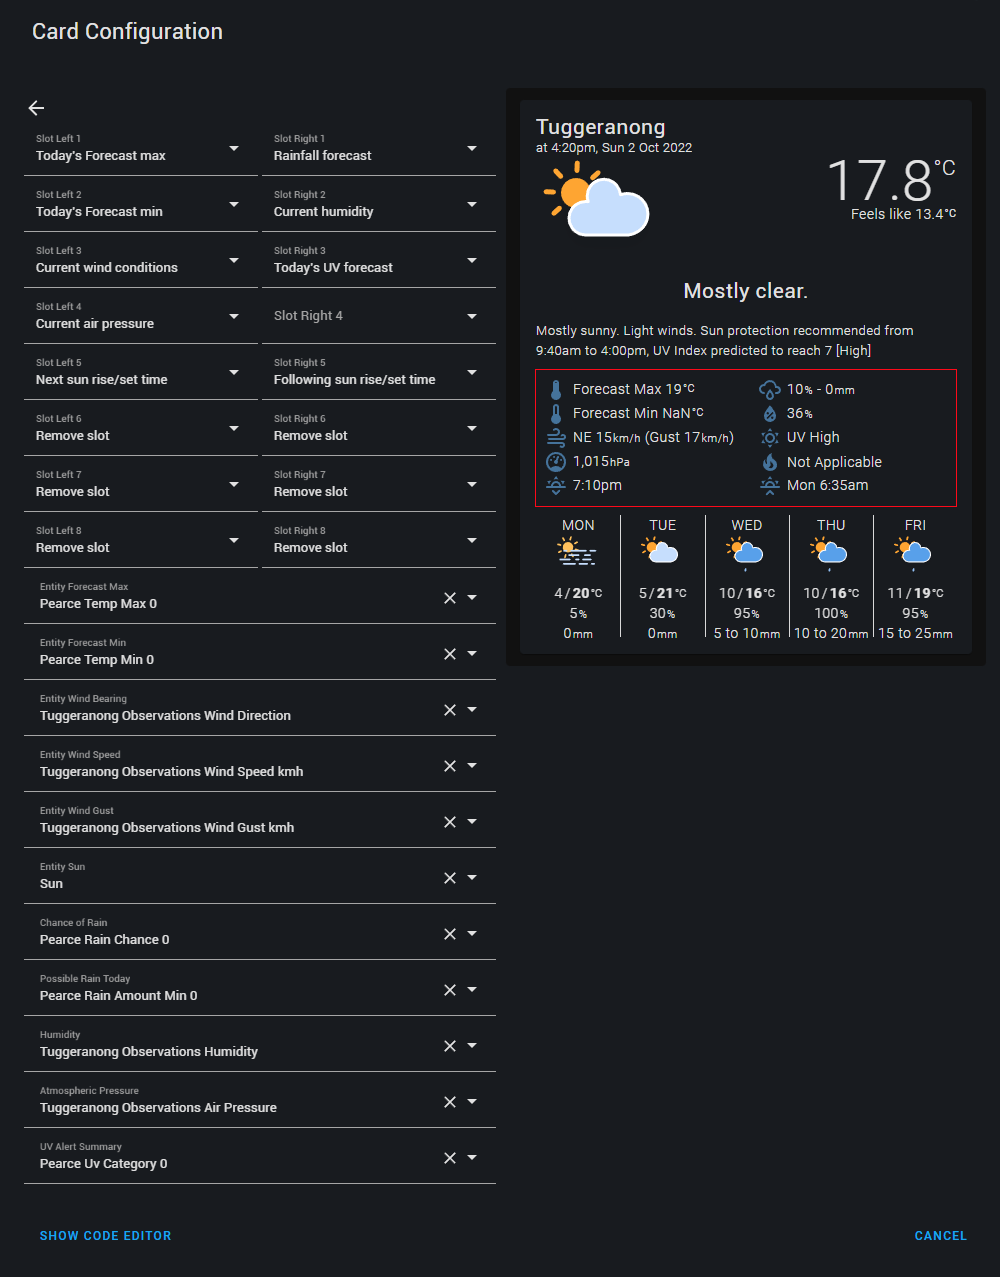 Card Configuration
Slot Left 1
Today's Forecast max
Slot Right 1
Rainfall forecast
Slot Left 2
Today's Forecast min
Slot Right 2
Current humidity
Slot Left 3
Current wind conditions
Slot Right 3
Today's UV forecast
Slot Left 4
Current air pressure
Slot Right 4
Slot Left 5
Next sun rise/set time
Slot Right 5
Following sun rise/set time
Slot Left 6
Remove slot
Slot Right 6
Remove slot
Slot Left 7
Remove slot
Slot Right 7
Remove slot
Slot Left 8
Remove slot
Slot Right 8
Remove slot
Entity Forecast Max
Pearce Temp Max 0
Entity Forecast Min
Pearce Temp Min 0
Entity Wind Bearing
Tuggeranong Observations Wind Direction
Entity Wind Speed
Tuggeranong Observations Wind Speed kmh
Entity Wind Gust
Tuggeranong Observations Wind Gust kmh
Entity Sun
Sun
Chance of Rain
Pearce Rain Chance 0
Possible Rain Today
Pearce Rain Amount Min 0
Humidity
Tuggeranong Observations Humidity
Atmospheric Pressure
Tuggeranong Observations Air Pressure
UV Alert Summary
Pearce Uv Category 0
Tuggeranong
at 4:20pm, Sun 2 Oct 2022
17.8°C
Feels like 13.4°C
Mostly clear.
Mostly sunny. Light winds. Sun protection recommended from
9:40am to 4:00pm, UV Index predicted to reach 7 [High]
Forecast Max 19°C
10% - 0mm
Forecast Min NaN°C
36%
NE 15km/h (Gust 17km/h)
UV High
1,015hPa
Not Applicable
7:10pm
Mon 6:35am
MON TUE WED THU FRI
4/20°C 5/21°C 10/16°C 10/16°C 11/19°C
5% 30% 95% 100% 95%
0mm 0mm 5 to 10mm 10 to 20mm 15 to 25mm
SHOW CODE EDITOR
CANCEL